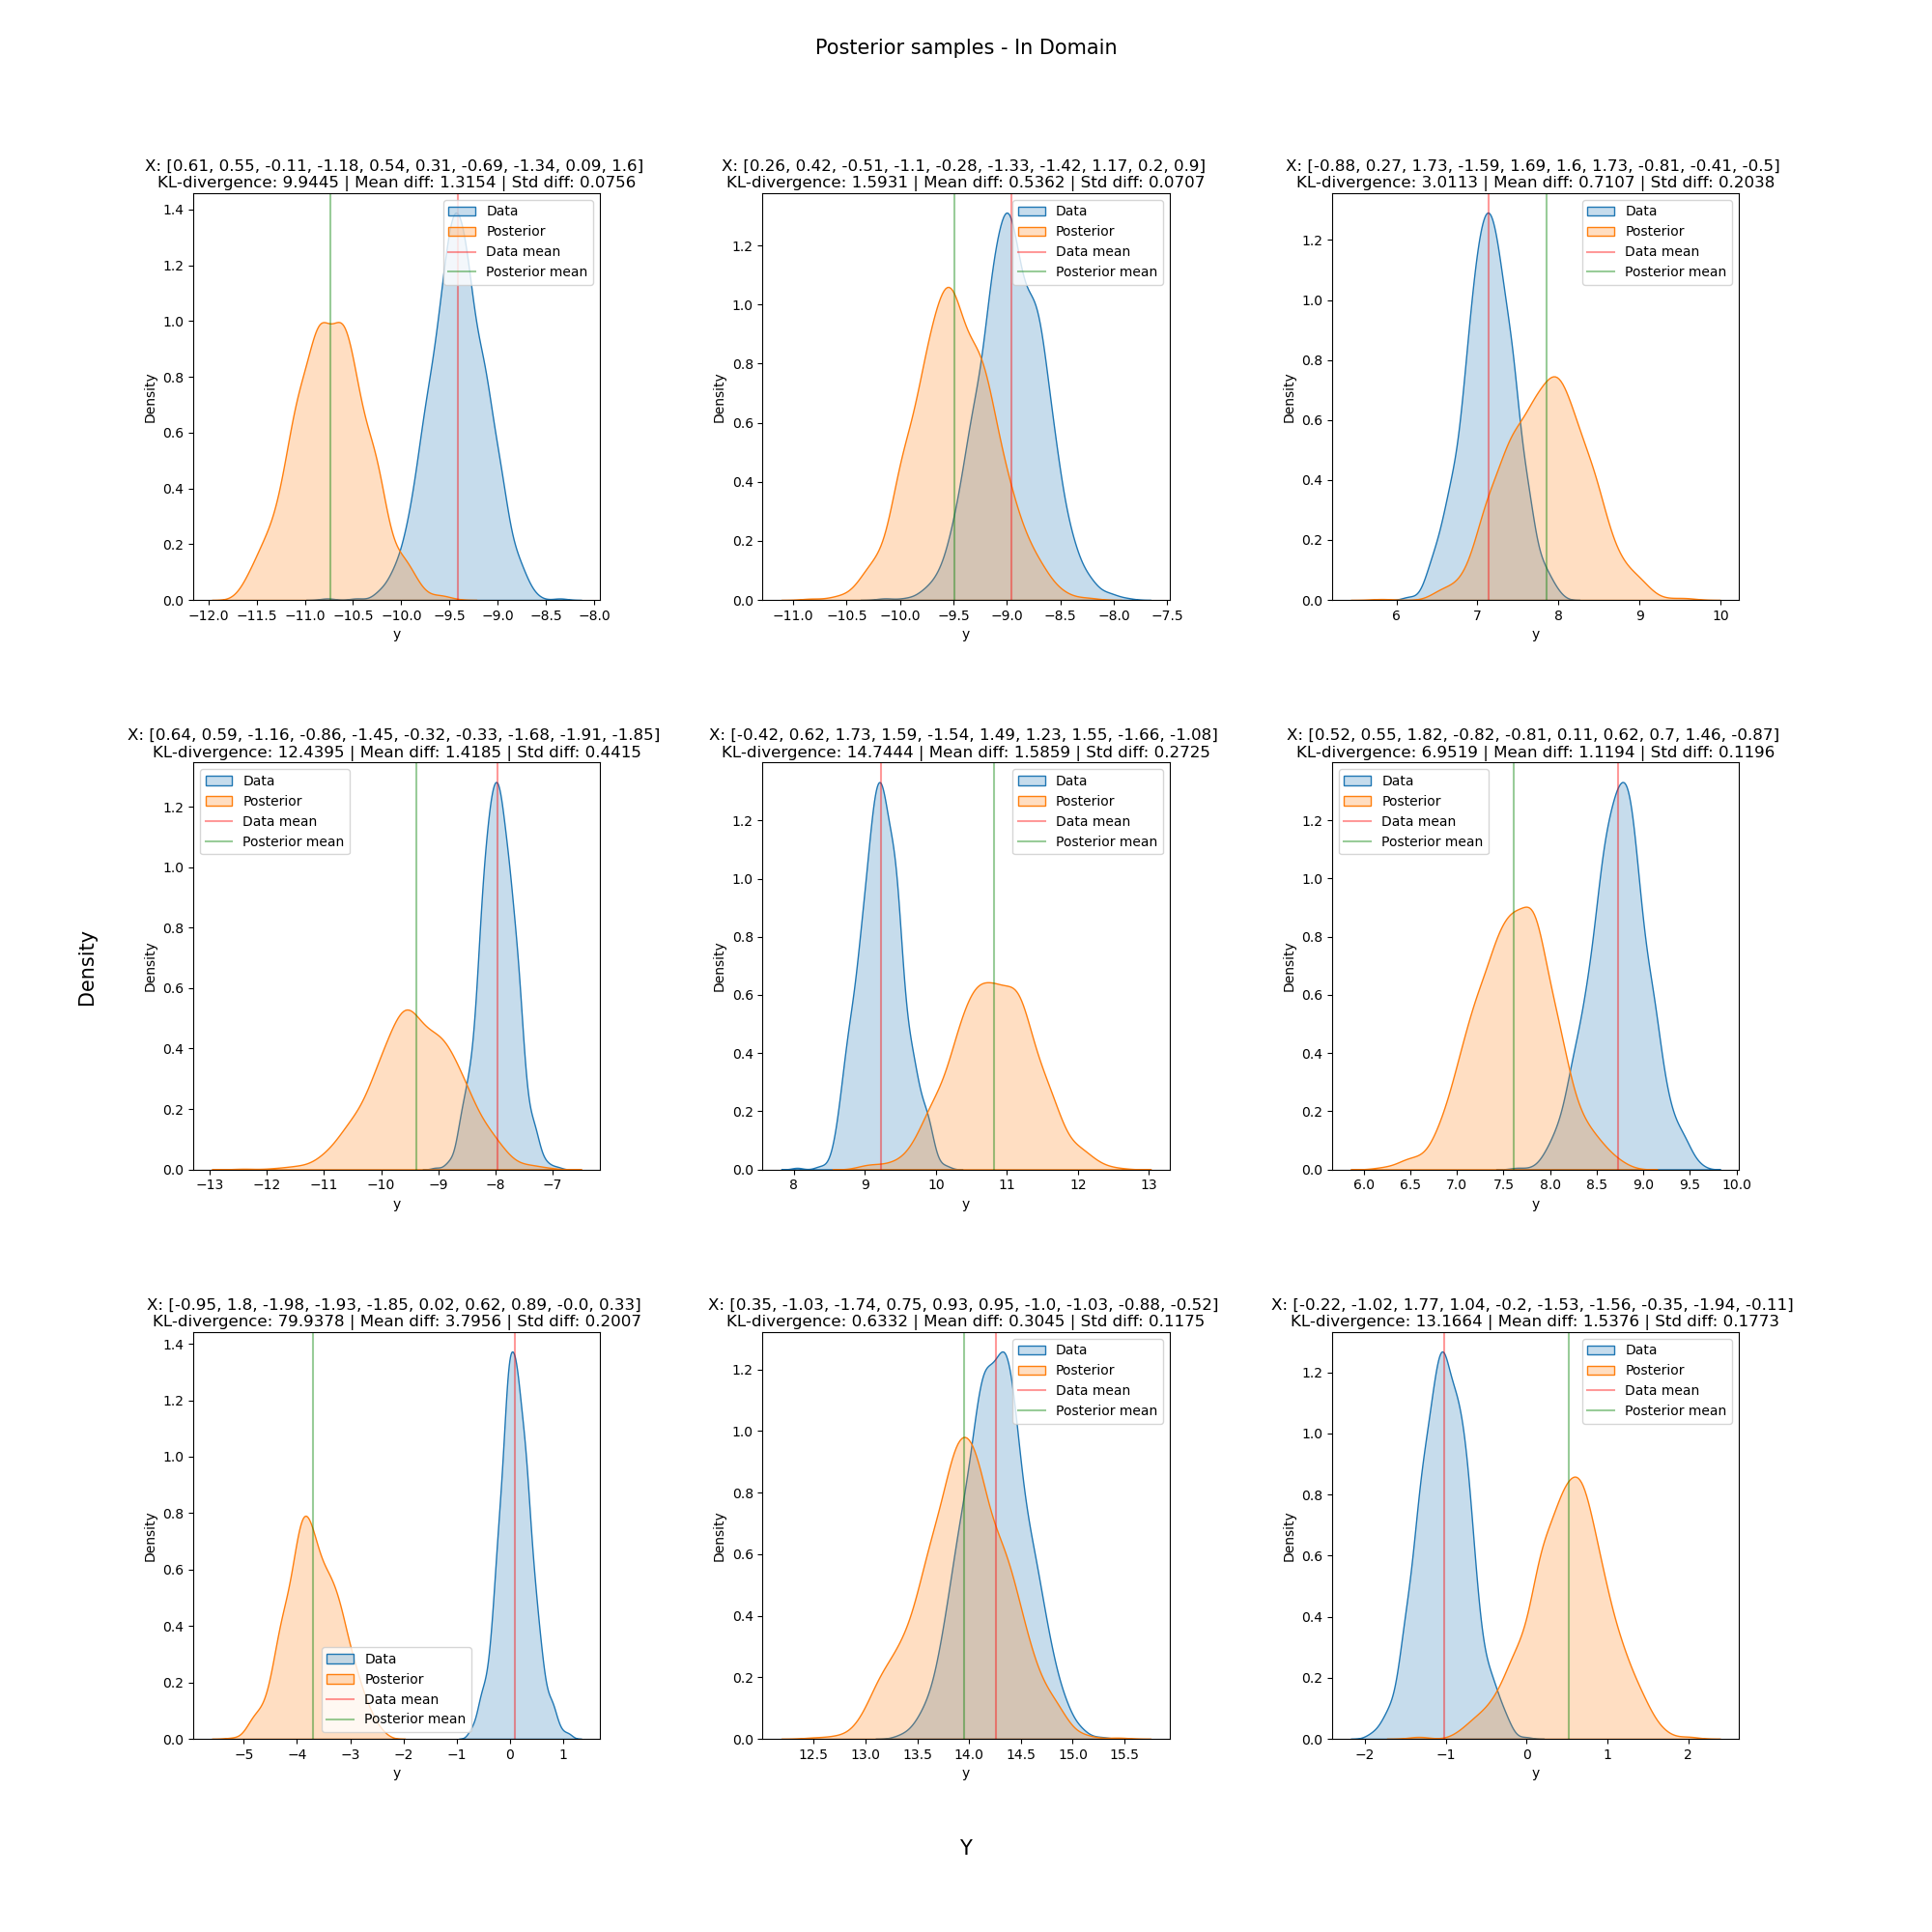 Posterior samples - In Domain
X: [0.61, 0.55, -0.11, -1.18, 0.54, 0.31, -0.69, -1.34, 0.09, 1.6]
KL-divergence: 9.9445 | Mean diff: 1.3154 | Std diff: 0.0756
Data
Posterior
Data mean
Posterior mean
1.4
1.2
1.0
0.8
0.6
0.4
0.2
0.0
Density
−12.0 −11.5 −11.0 −10.5 −10.0 −9.5 −9.0 −8.5 −8.0
y
X: [0.26, 0.42, -0.51, -1.1, -0.28, -1.33, -1.42, 1.17, 0.2, 0.9]
KL-divergence: 1.5931 | Mean diff: 0.5362 | Std diff: 0.0707
Data
Posterior
Data mean
Posterior mean
1.2
1.0
0.8
0.6
0.4
0.2
0.0
Density
−11.0 −10.5 −10.0 −9.5 −9.0 −8.5 −8.0 −7.5
y
X: [-0.88, 0.27, 1.73, -1.59, 1.69, 1.6, 1.73, -0.81, -0.41, -0.5]
KL-divergence: 3.0113 | Mean diff: 0.7107 | Std diff: 0.2038
Data
Posterior
Data mean
Posterior mean
1.2
1.0
0.8
0.6
0.4
0.2
0.0
Density
6 7 8 9 10
y
X: [0.64, 0.59, -1.16, -0.86, -1.45, -0.32, -0.33, -1.68, -1.91, -1.85]
KL-divergence: 12.4395 | Mean diff: 1.4185 | Std diff: 0.4415
Data
Posterior
Data mean
Posterior mean
1.2
1.0
0.8
0.6
0.4
0.2
0.0
Density
−13 −12 −11 −10 −9 −8 −7
y
X: [-0.42, 0.62, 1.73, 1.59, -1.54, 1.49, 1.23, 1.55, -1.66, -1.08]
KL-divergence: 14.7444 | Mean diff: 1.5859 | Std diff: 0.2725
Data
Posterior
Data mean
Posterior mean
1.2
1.0
0.8
0.6
0.4
0.2
0.0
Density
8 9 10 11 12 13
y
X: [0.52, 0.55, 1.82, -0.82, -0.81, 0.11, 0.62, 0.7, 1.46, -0.87]
KL-divergence: 6.9519 | Mean diff: 1.1194 | Std diff: 0.1196
Data
Posterior
Data mean
Posterior mean
1.2
1.0
0.8
0.6
0.4
0.2
0.0
Density
6.0 6.5 7.0 7.5 8.0 8.5 9.0 9.5 10.0
y
Density
X: [-0.95, 1.8, -1.98, -1.93, -1.85, 0.02, 0.62, 0.89, -0.0, 0.33]
KL-divergence: 79.9378 | Mean diff: 3.7956 | Std diff: 0.2007
1.4
1.2
1.0
0.8
0.6
0.4
0.2
0.0
Density
Data
Posterior
Data mean
Posterior mean
−5 −4 −3 −2 −1 0 1
y
X: [0.35, -1.03, -1.74, 0.75, 0.93, 0.95, -1.0, -1.03, -0.88, -0.52]
KL-divergence: 0.6332 | Mean diff: 0.3045 | Std diff: 0.1175
Data
Posterior
Data mean
Posterior mean
1.2
1.0
0.8
0.6
0.4
0.2
0.0
Density
12.5 13.0 13.5 14.0 14.5 15.0 15.5
y
X: [-0.22, -1.02, 1.77, 1.04, -0.2, -1.53, -1.56, -0.35, -1.94, -0.11]
KL-divergence: 13.1664 | Mean diff: 1.5376 | Std diff: 0.1773
Data
Posterior
Data mean
Posterior mean
1.2
1.0
0.8
0.6
0.4
0.2
0.0
Density
−2 −1 0 1 2
y
Y